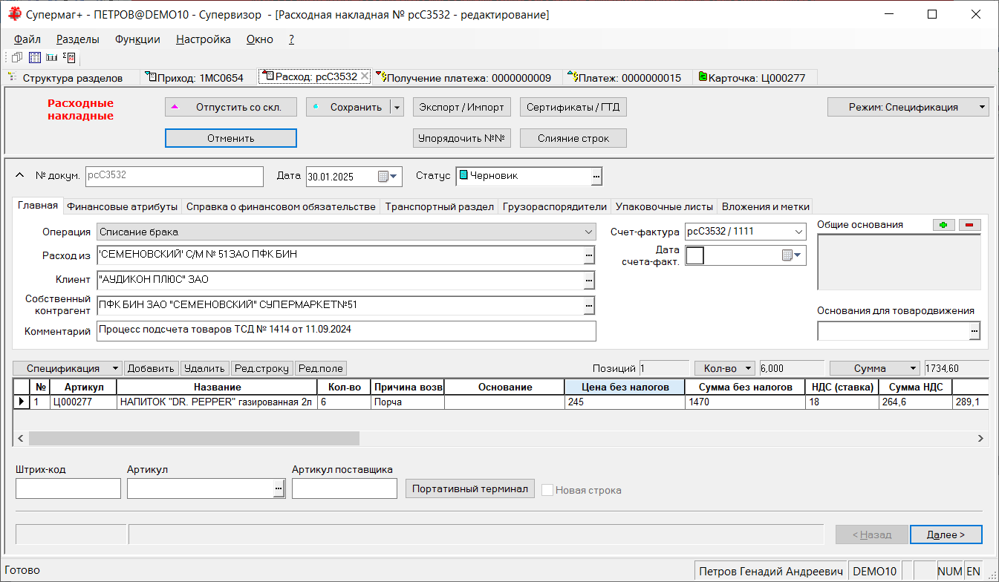 Супермаг+ - ПЕТРОВ@DEMO10 - Супервизор - [Расходная накладная № рсС3532 - редактирование]
Файл Разделы Функции Настройка Окно ?
Структура разделов Приход: 1МС0654 Расход: рсС3532 Получение платежа: 0000000009 Платеж: 0000000015 Карточка: Ц000277
Расходные накладные
Отпустить со скл. Сохранить Экспорт / Импорт Сертификаты / ГТД Режим: Спецификация
Отменить Упорядочить №№ Слияние строк
№ докум. рсС3532 Дата 30.01.2025 Статус Черновик ...
Главная Финансовые атрибуты Справка о финансовом обязательстве Транспортный раздел Грузораспорядители Упаковочные листы Вложения и метки
Операция Списание брака Счет-фактура рсС3532 / 1111 Общие основания
Расход из 'СЕМЕНОВСКИЙ' С/М № 51ЗАО ПФК БИН ... Дата счета-факт.
Клиент "АУДИКОН ПЛЮС" ЗАО ...
Собственный контрагент ПФК БИН ЗАО "СЕМЕНОВСКИЙ" СУПЕРМАРКЕТ№51 ... Основания для товародвижения
Комментарий Процесс подсчета товаров ТСД № 1414 от 11.09.2024 ...
Спецификация Добавить Удалить Ред.строку Ред.поле Позиций 1 Кол-во 6,000 Сумма 1734,60
№ Артикул Название Кол-во Причина возв Основание Цена без налогов Сумма без налогов НДС (ставка) Сумма НДС
1 Ц000277 НАПИТОК "DR. PEPPER" газированная 2л 6 Порча 245 1470 18 264,6 289,1
Штрих-код Артикул Артикул поставщика
... Портативный терминал Новая строка
< Назад Далее >
Готово Петров Генадий Андреевич DEMO10 NUM EN